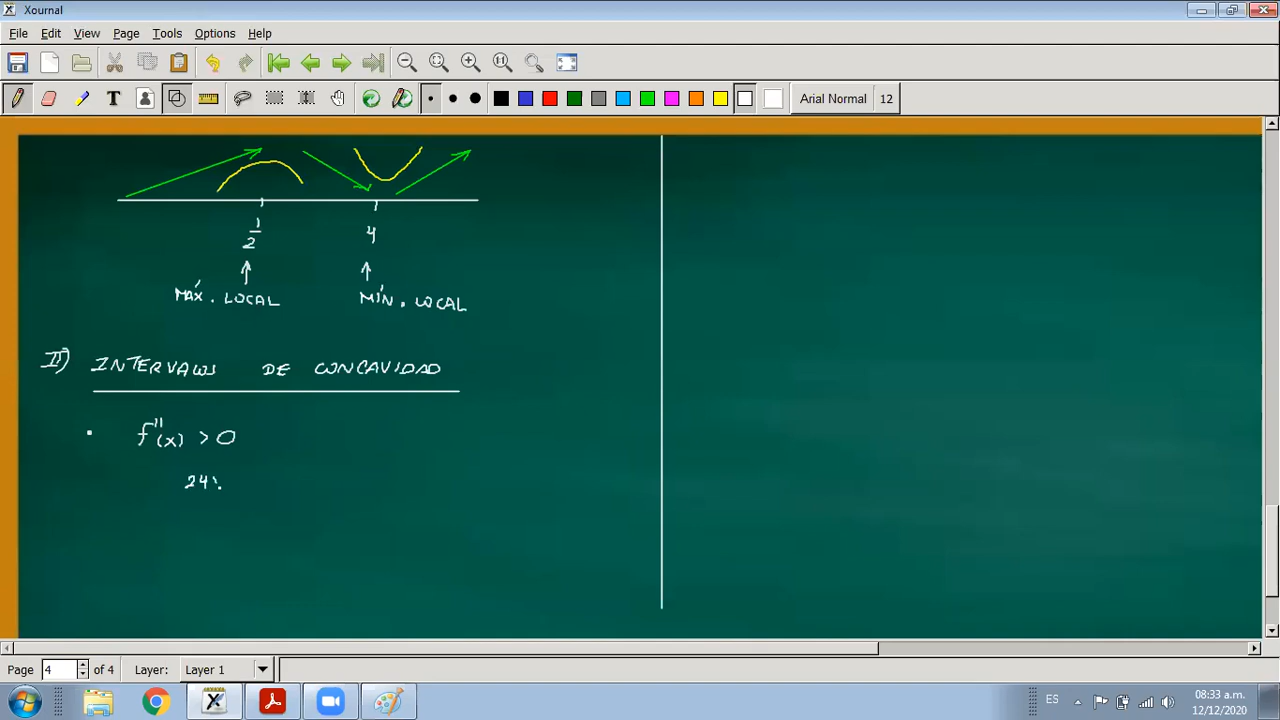 Xournal
File Edit View Page Tools Options Help
Arial Normal 12
1/2
4
MÁX. LOCAL
MÍN. LOCAL
II) INTERVALOS DE CONCAVIDAD
• f''(x) > 0
24
Page 4 of 4 Layer: Layer 1
ES
08:33 a.m.
12/12/2020